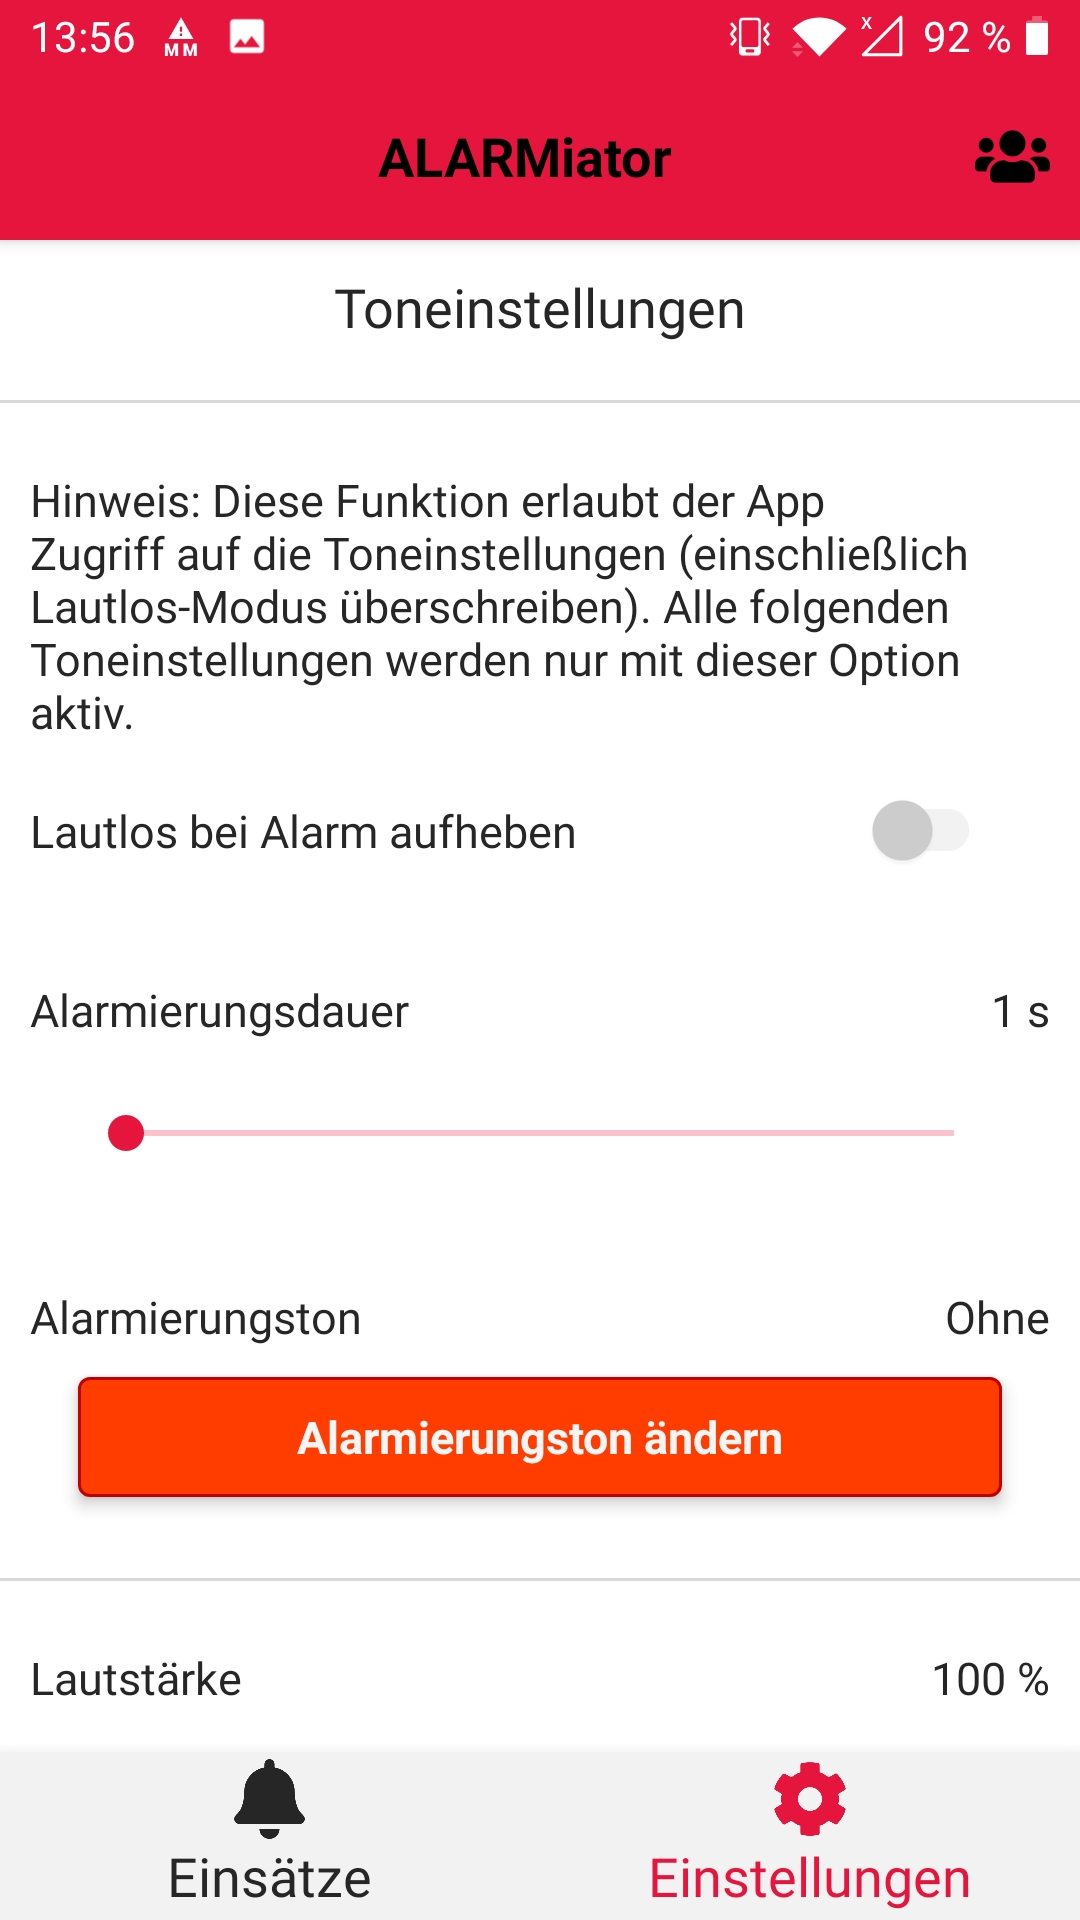 13:56 MM x 92 %
ALARMiator
Toneinstellungen
Hinweis: Diese Funktion erlaubt der App
Zugriff auf die Toneinstellungen (einschließlich
Lautlos-Modus überschreiben). Alle folgenden
Toneinstellungen werden nur mit dieser Option
aktiv.
Lautlos bei Alarm aufheben
Alarmierungsdauer 1 s
Alarmierungston Ohne
Alarmierungston ändern
Lautstärke 100 %
Einsätze Einstellungen